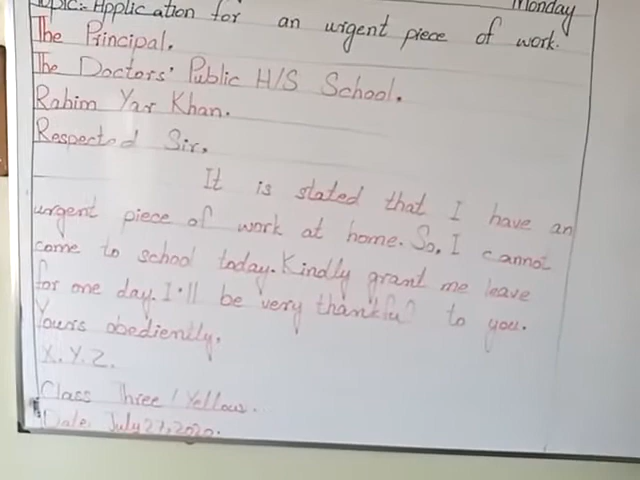 Topic:- Application for an urgent piece of work.
Monday
The Principal,
The Doctors' Public H/S School.
Rahim Yar Khan.
Respected Sir,
It is stated that I have an
urgent piece of work at home. So, I cannot
come to school today. Kindly grant me leave
for one day. I'll be very thankful to you.
Yours obediently,
X.Y.Z.
Class Three / Yellow.
Date: July 27, 2020.